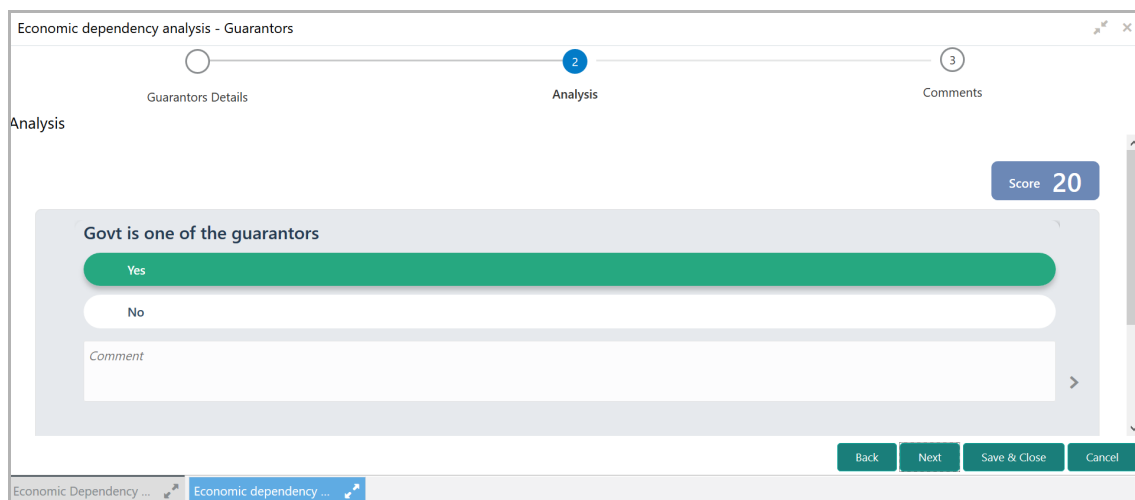 Economic dependency analysis - Guarantors
2
3
Guarantors Details
Analysis
Comments
Analysis
Score 20
Govt is one of the guarantors
Yes
No
Comment
Back
Next
Save & Close
Cancel
Economic Dependency ...
Economic dependency ...